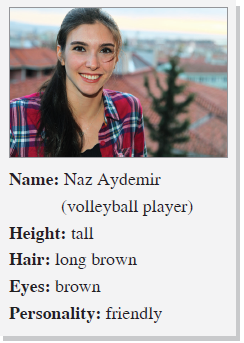 Name: Naz Aydemir
(volleyball player)
Height: tall
Hair: long brown
Eyes: brown
Personality: friendly